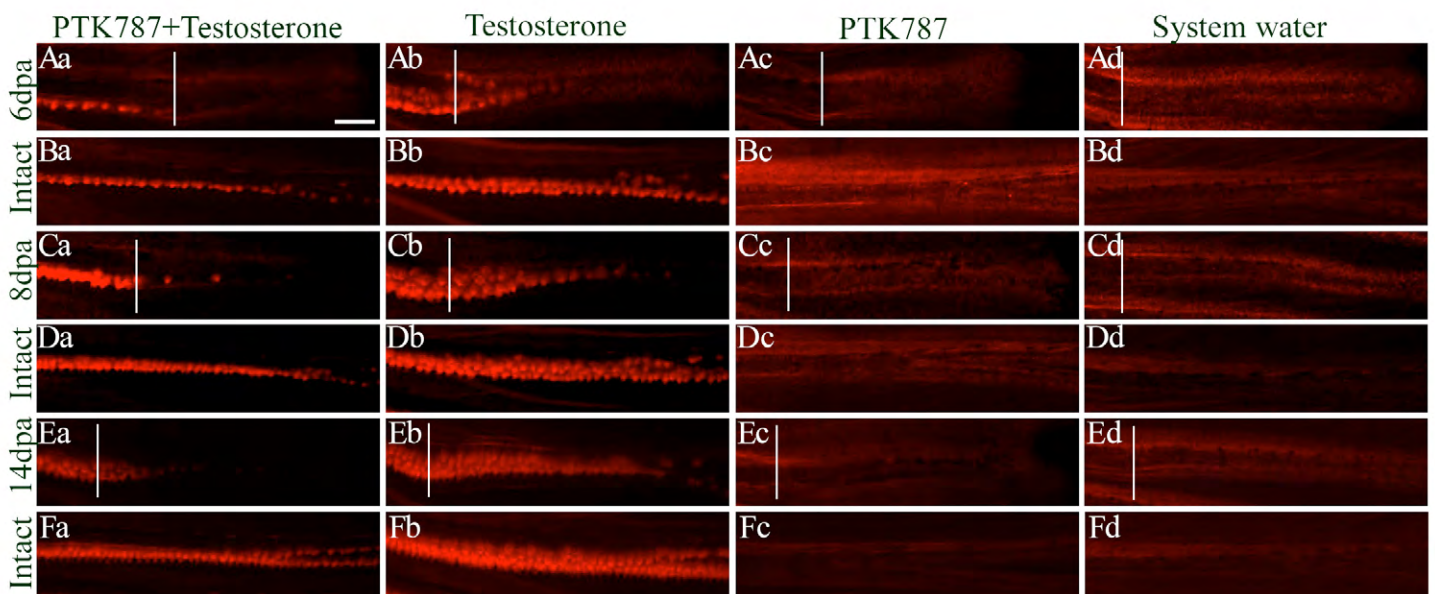 PTK787+Testosterone Testosterone PTK787 System water
6dpa Aa Ab Ac Ad
Intact Ba Bb Bc Bd
8dpa Ca Cb Cc Cd
Intact Da Db Dc Dd
14dpa Ea Eb Ec Ed
Intact Fa Fb Fc Fd